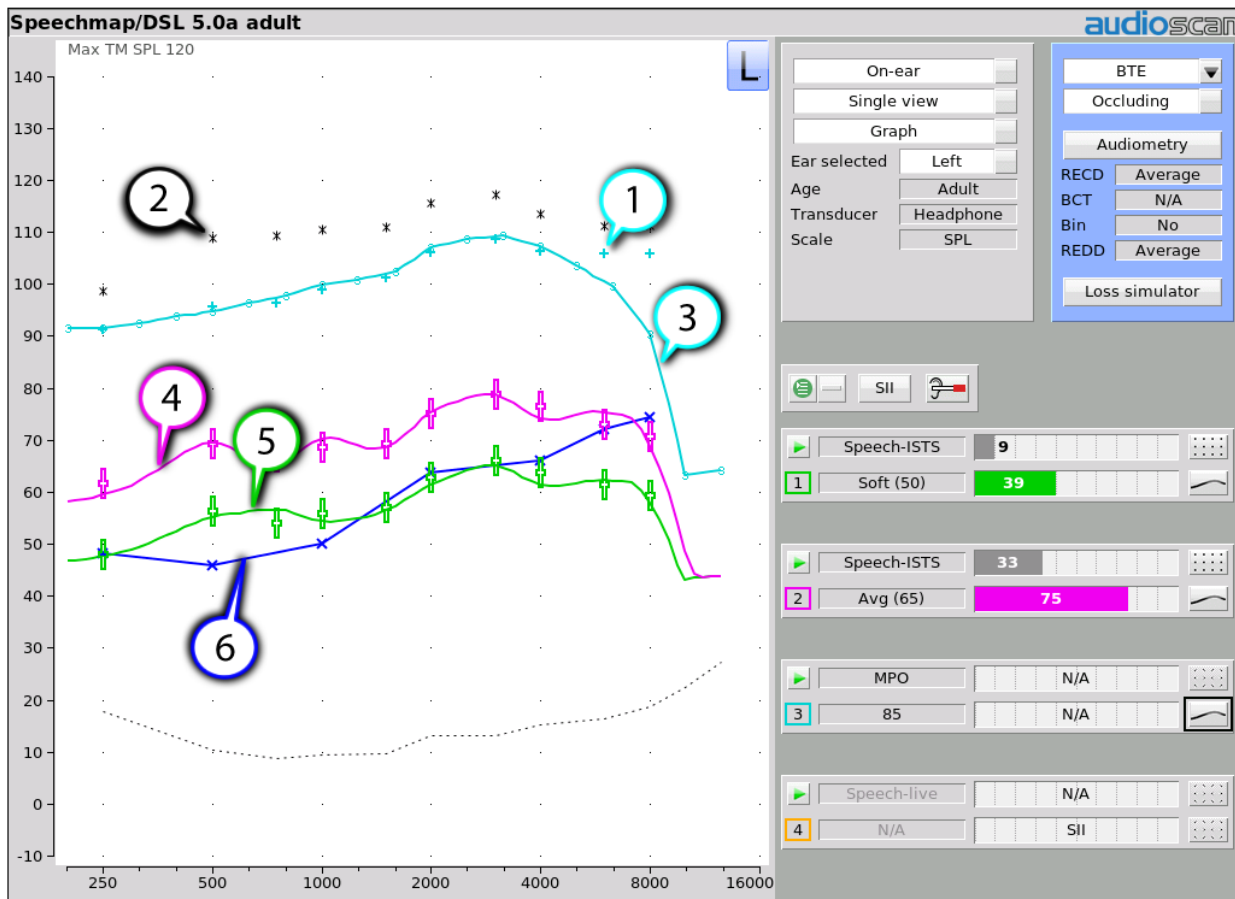 Speechmap/DSL 5.0a adult
audioscan
Max TM SPL 120
L
140
130
120
110
100
90
80
70
60
50
40
30
20
10
0
-10
250 500 1000 2000 4000 8000 16000
1
2
3
4
5
6
On-ear
Single view
Graph
Ear selected Left
Age Adult
Transducer Headphone
Scale SPL
BTE
Occluding
Audiometry
RECD Average
BCT N/A
Bin No
REDD Average
Loss simulator
SII
Speech-ISTS 9
1 Soft (50) 39
Speech-ISTS 33
2 Avg (65) 75
MPO N/A
3 85 N/A
Speech-live N/A
4 N/A SII